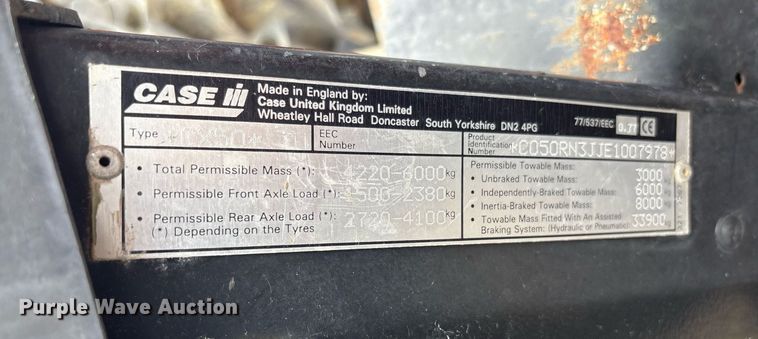 CASE IH
Made in England by:
Case United Kingdom Limited
Wheatley Hall Road Doncaster South Yorkshire DN2 4PG
77/537/EEC 0.77 CE
Type
EEC Number
Product Identification Number *C050RN3JJE1007978*
• Total Permissible Mass (*): 4220-6000 kg
• Permissible Front Axle Load (*): 1500-2380 kg
• Permissible Rear Axle Load (*): 2720-4100 kg
(*) Depending on the Tyres
Permissible Towable Mass:
• Unbraked Towable Mass: 3000
• Independently-Braked Towable Mass: 6000
• Inertia-Braked Towable Mass: 8000
• Towable Mass Fitted With An Assisted 33900
Braking System: (Hydraulic or Pneumatic)
Purple Wave Auction